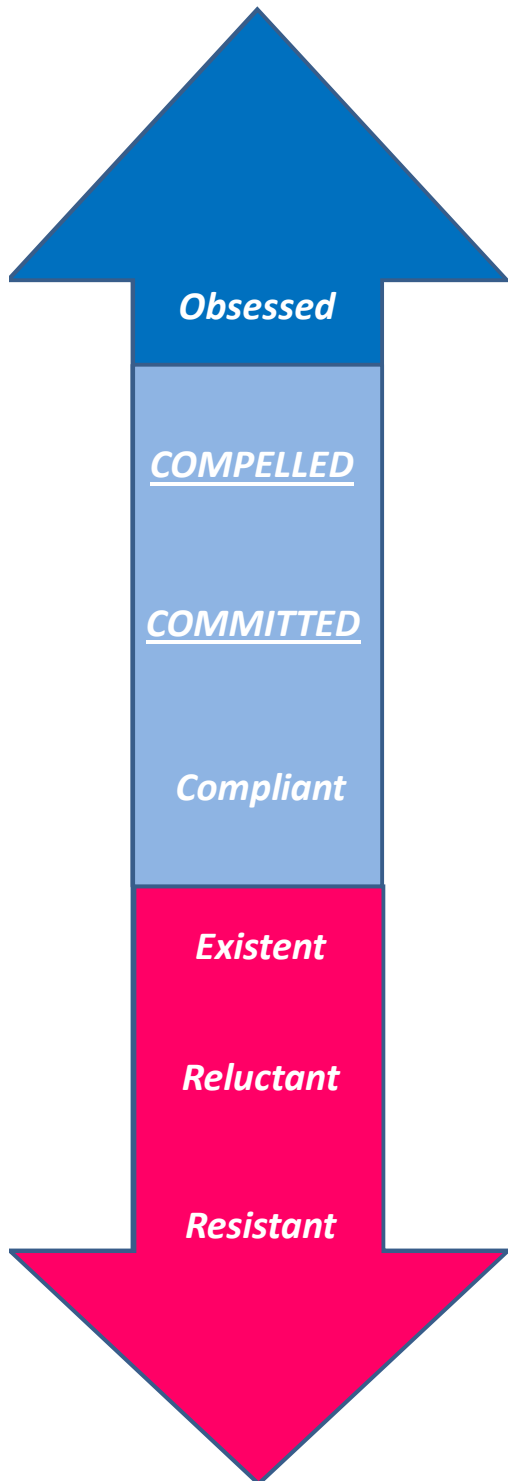 Obsessed
COMPELLED
COMMITTED
Compliant
Existent
Reluctant
Resistant